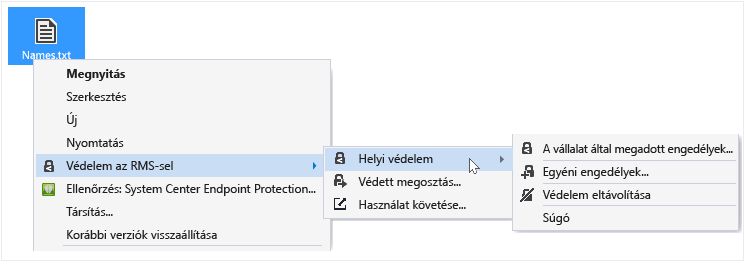 Names.txt
Megnyitás
Szerkesztés
Új
Nyomtatás
Védelem az RMS-sel
Ellenőrzés: System Center Endpoint Protection...
Társítás...
Korábbi verziók visszaállítása
Helyi védelem
Védett megosztás...
Használat követése...
A vállalat által megadott engedélyek...
Egyéni engedélyek...
Védelem eltávolítása
Súgó